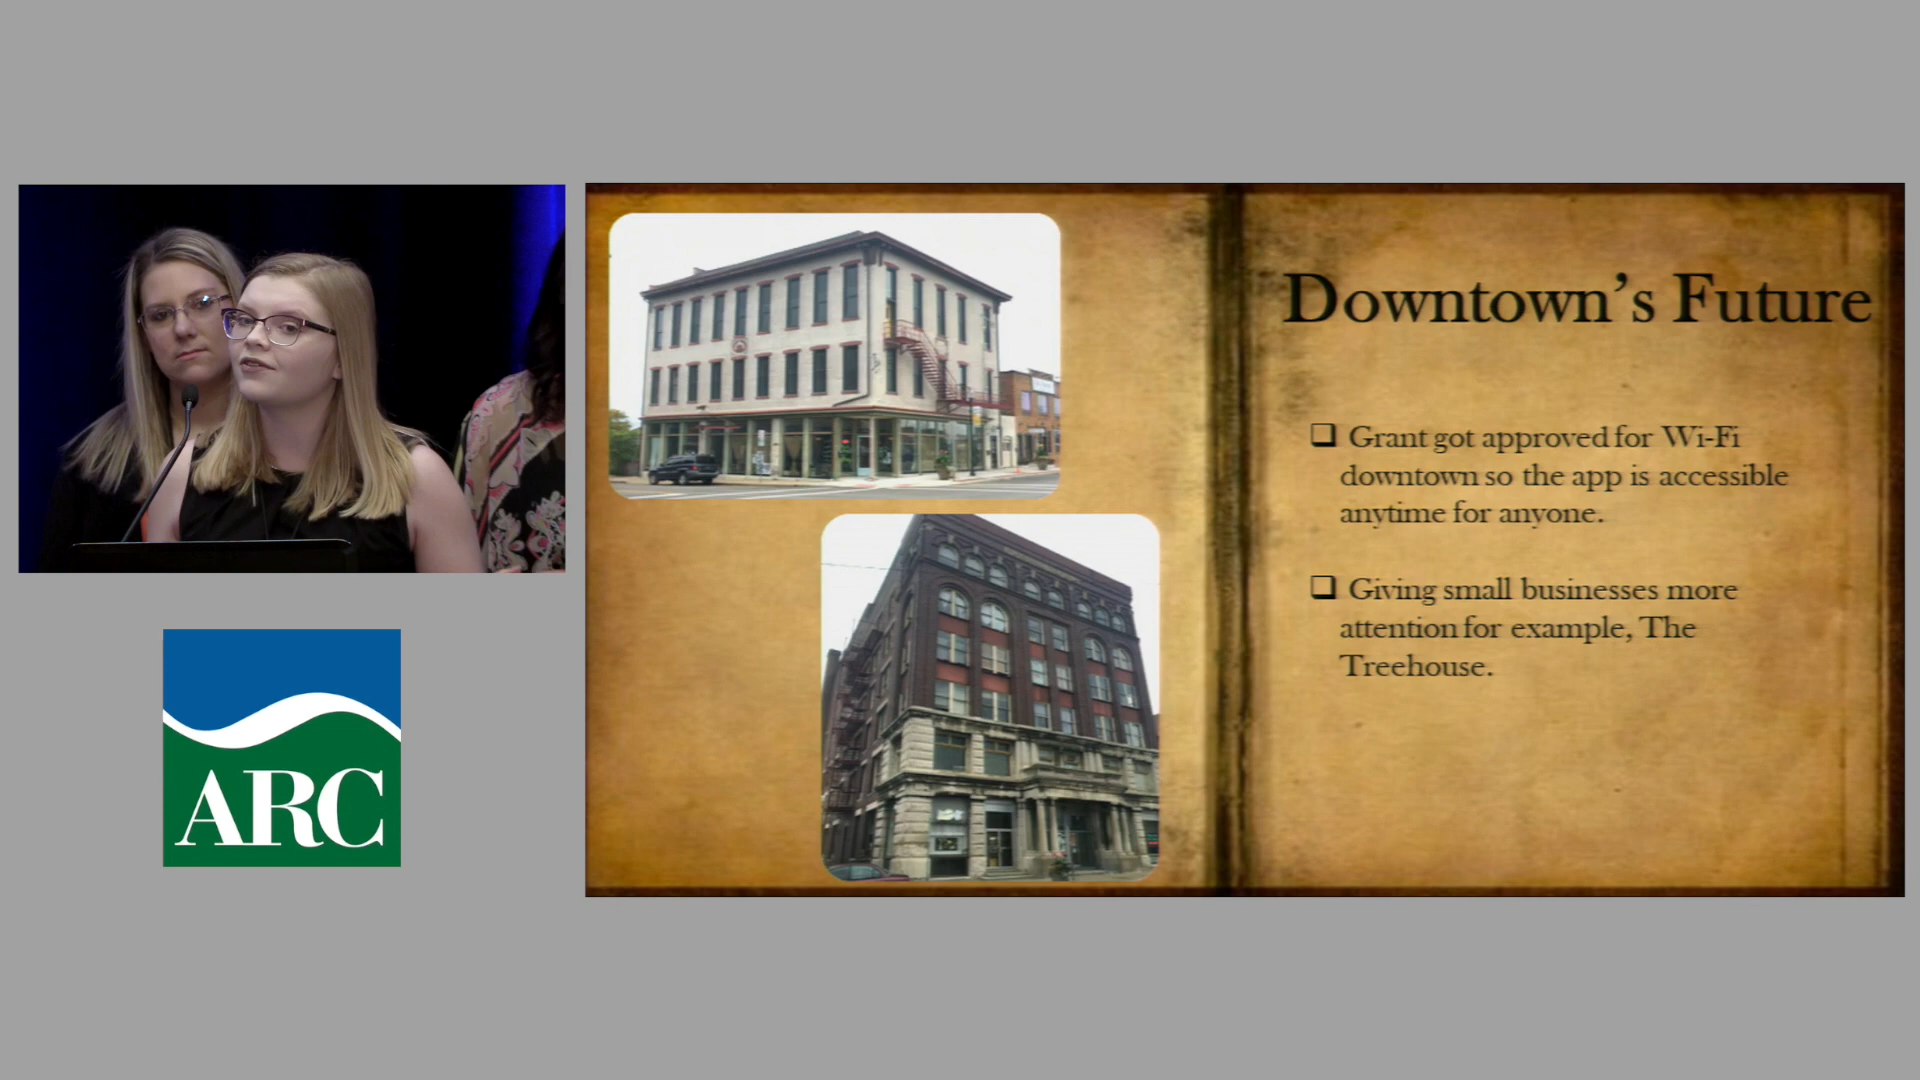 Downtown’s Future
❑ Grant got approved for Wi-Fi
downtown so the app is accessible
anytime for anyone.
❑ Giving small businesses more
attention for example, The
Treehouse.
ARC